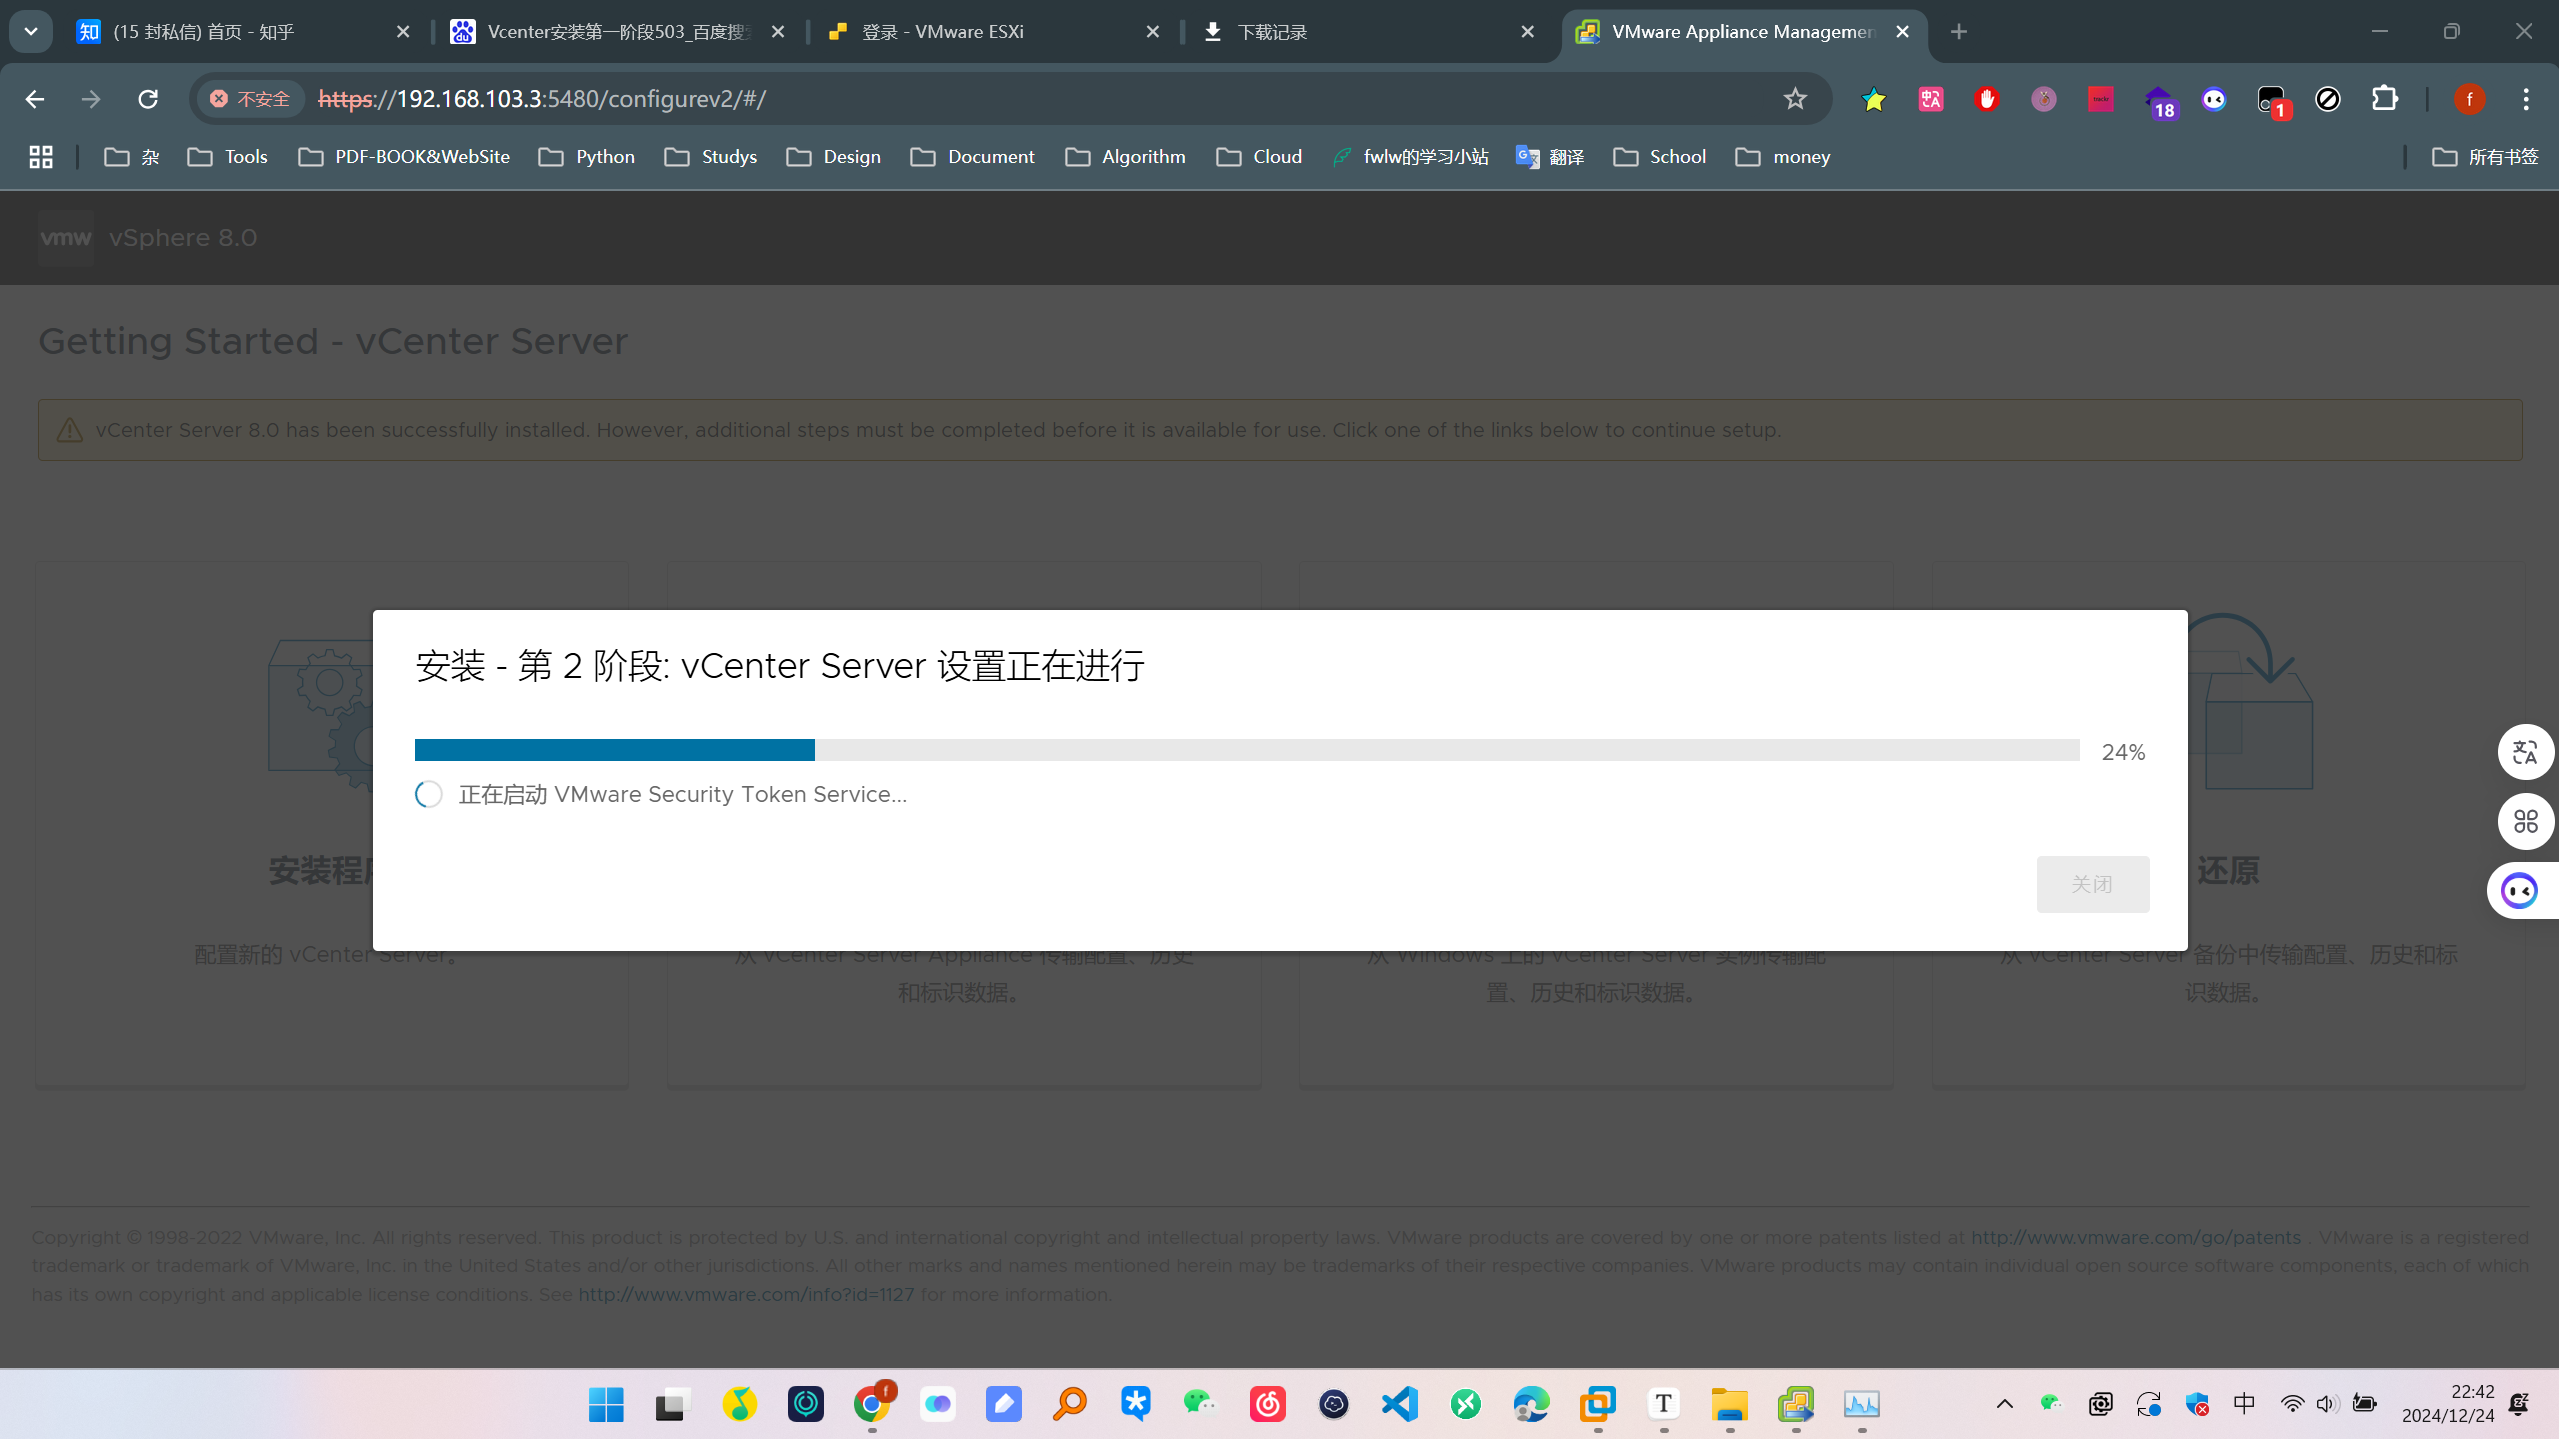 (15 封私信) 首页 - 知乎
Vcenter安装第一阶段503_百度搜
登录 - VMware ESXi
下载记录
VMware Appliance Managemen
不安全
https://192.168.103.3:5480/configurev2/#/
18
1
f
杂
Tools
PDF-BOOK&WebSite
Python
Studys
Design
Document
Algorithm
Cloud
fwlw的学习小站
翻译
School
money
所有书签
vmw
vSphere 8.0
Getting Started - vCenter Server
vCenter Server 8.0 has been successfully installed. However, additional steps must be completed before it is available for use. Click one of the links below to continue setup.
安装 - 第 2 阶段: vCenter Server 设置正在进行
24%
正在启动 VMware Security Token Service...
关闭
安装程
还原
配置新的 vCenter Server。
从 vCenter Server Appliance 传输配置、历史
和标识数据。
从 Windows 上的 vCenter Server 实例传输配
置、历史和标识数据。
从 vCenter Server 备份中传输配置、历史和标
识数据。
Copyright © 1998-2022 VMware, Inc. All rights reserved. This product is protected by U.S. and international copyright and intellectual property laws. VMware products are covered by one or more patents listed at http://www.vmware.com/go/patents . VMware is a registered
trademark or trademark of VMware, Inc. in the United States and/or other jurisdictions. All other marks and names mentioned herein may be trademarks of their respective companies. VMware products may contain individual open source software components, each of which
has its own copyright and applicable license conditions. See http://www.vmware.com/info?id=1127 for more information.
中
22:42
2024/12/24